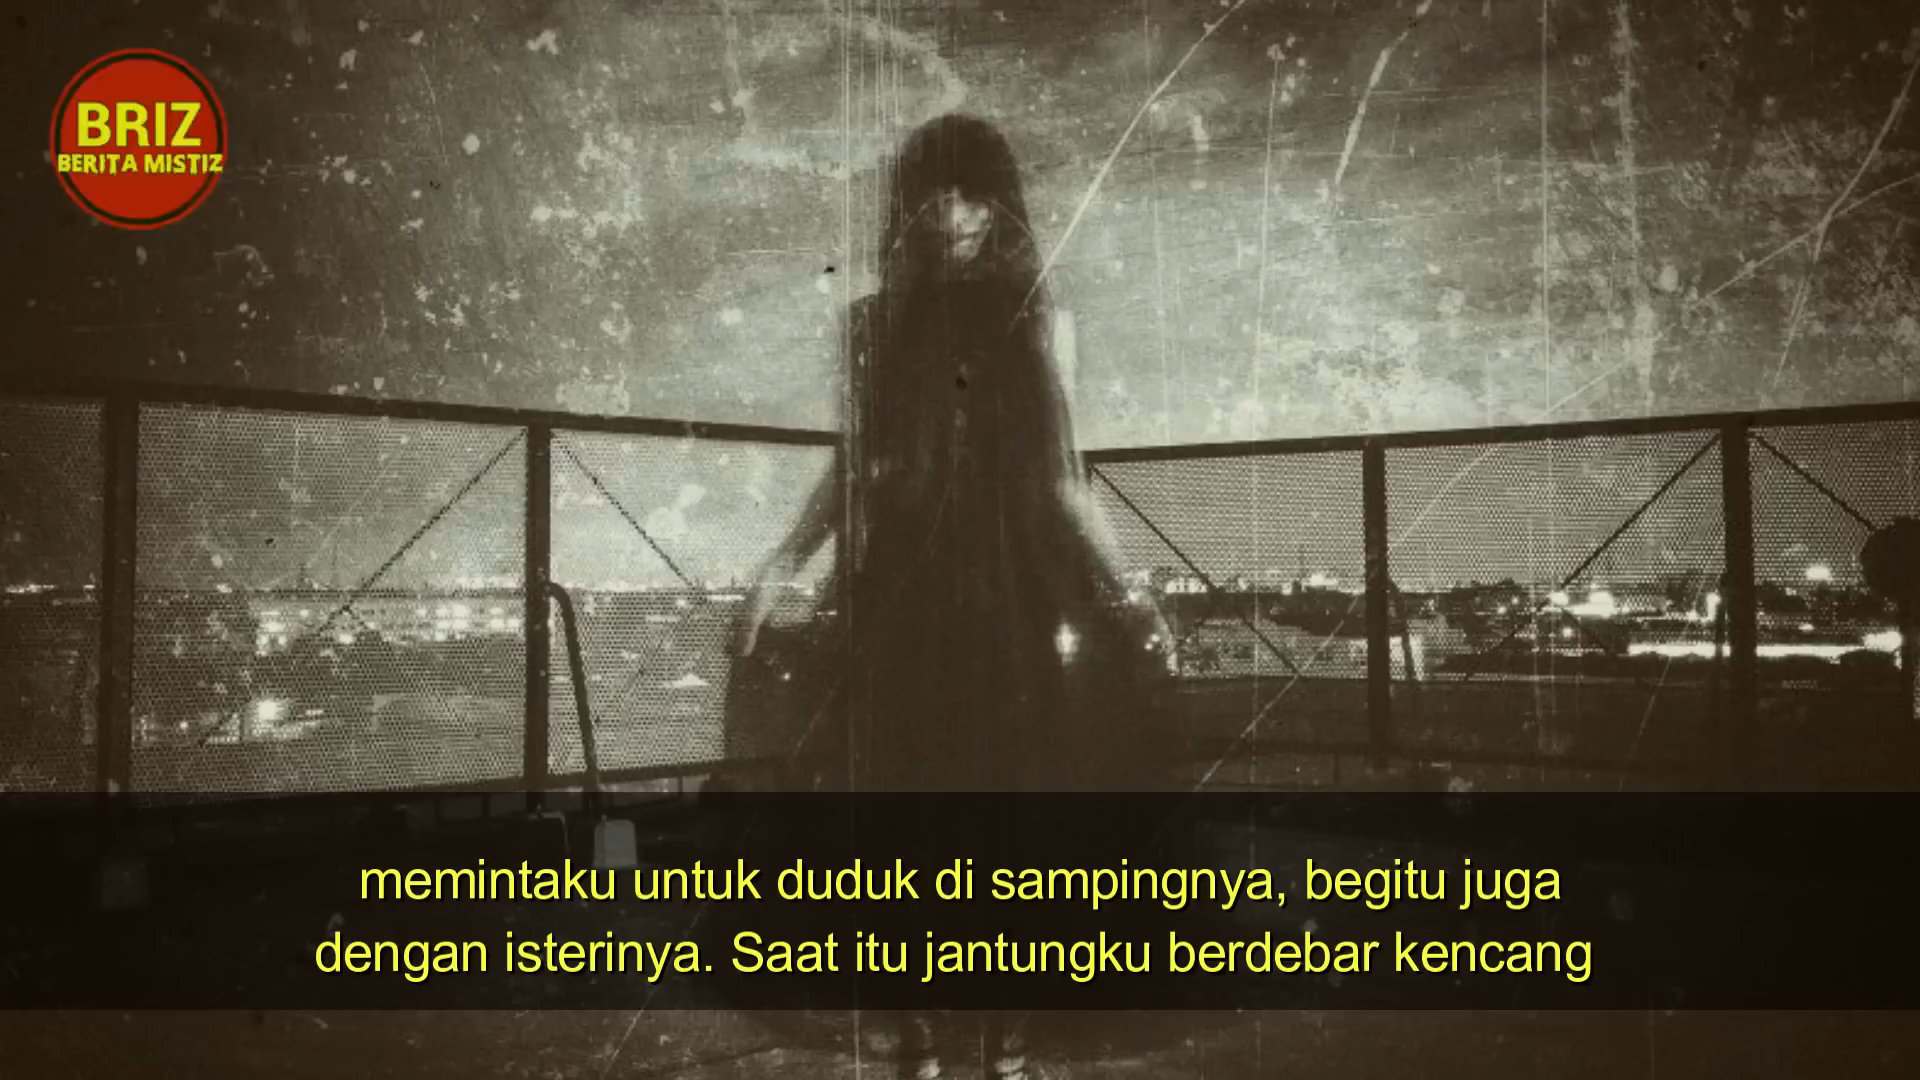 BRIZ
BERITA MISTIZ
memintaku untuk duduk di sampingnya, begitu juga
dengan isterinya. Saat itu jantungku berdebar kencang